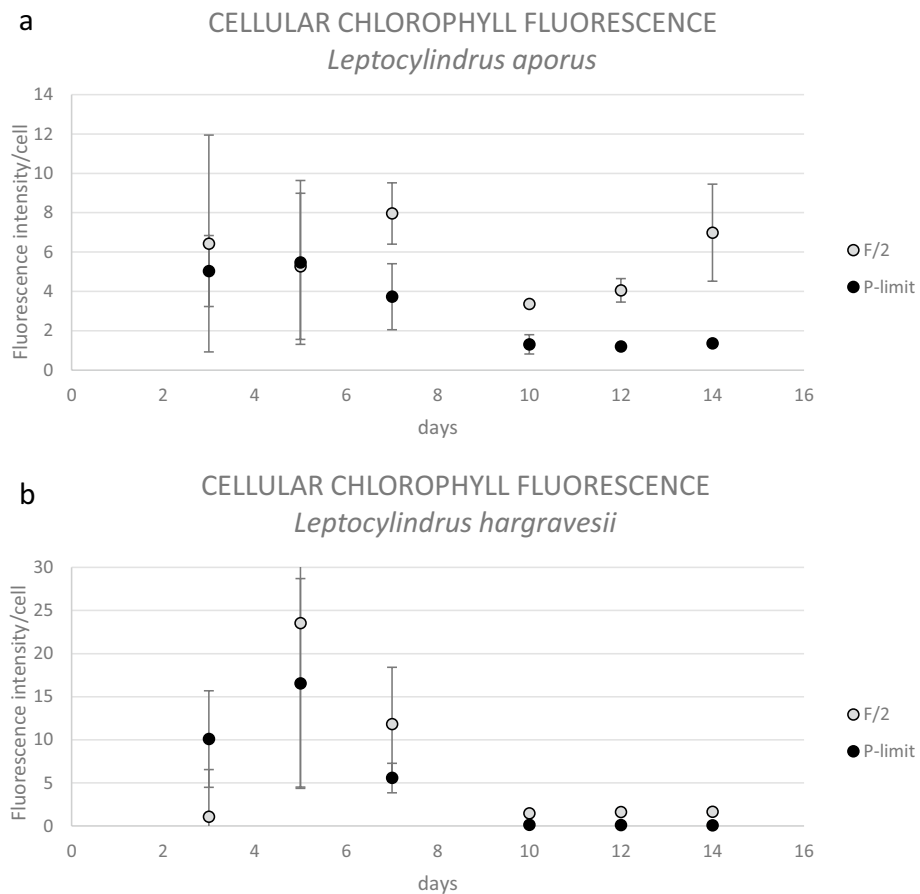 a
CELLULAR CHLOROPHYLL FLUORESCENCE
Leptocylindrus aporus
Fluorescence intensity/cell
14
12
10
8
6
4
2
0
0 2 4 6 8 10 12 14 16
days
F/2
P-limit
b
CELLULAR CHLOROPHYLL FLUORESCENCE
Leptocylindrus hargravesii
Fluorescence intensity/cell
30
25
20
15
10
5
0
0 2 4 6 8 10 12 14 16
days
F/2
P-limit